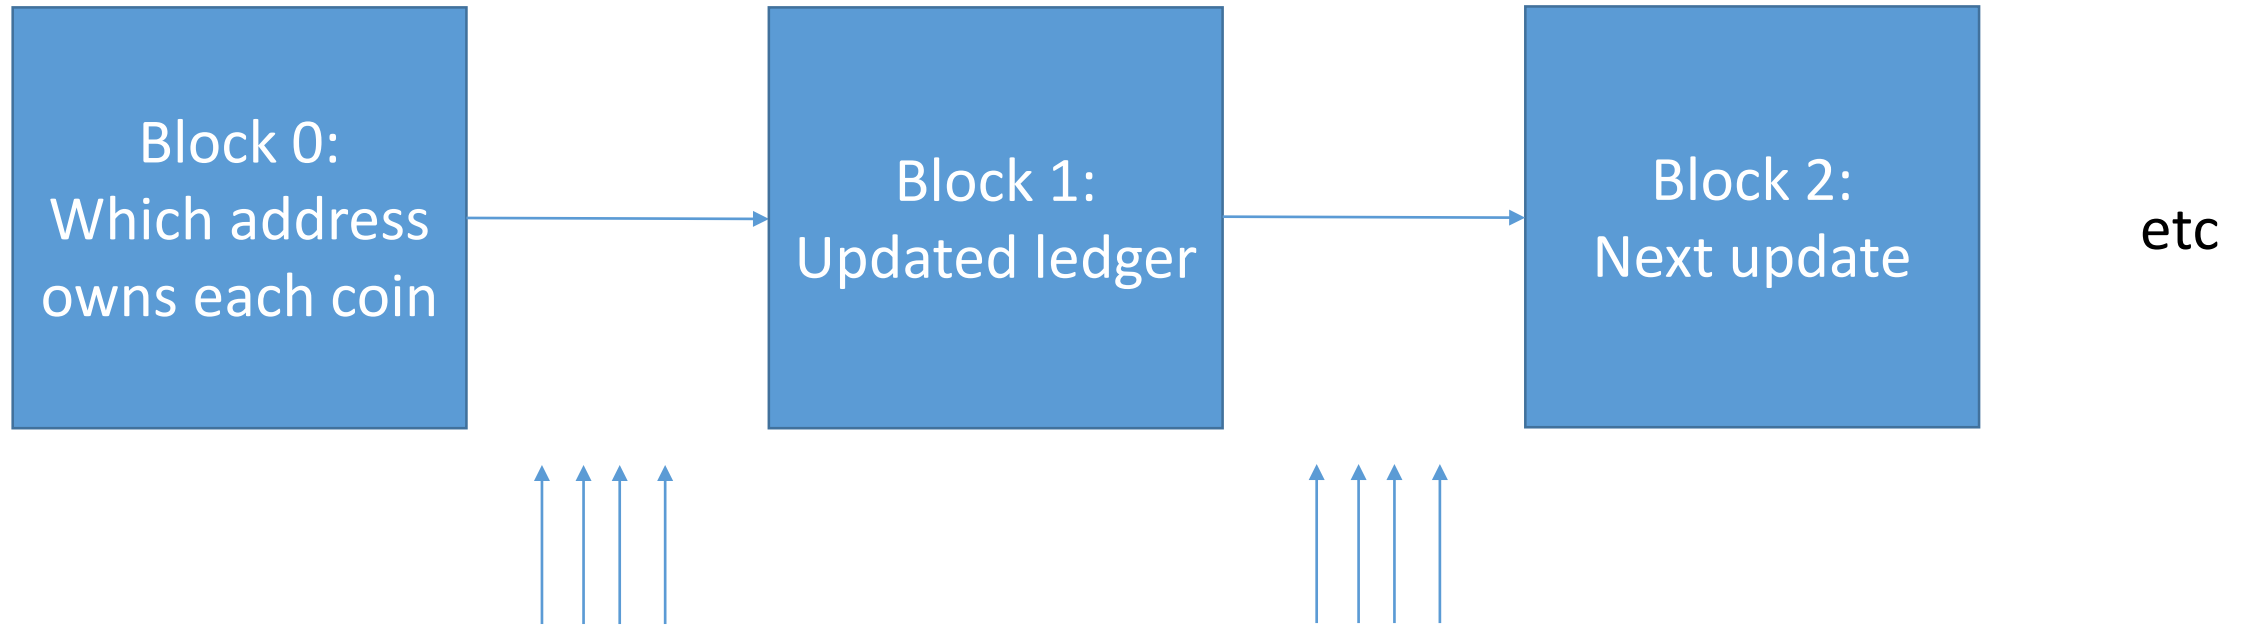 Block 0:
Which address
owns each coin
Block 1:
Updated ledger
Block 2:
Next update
etc